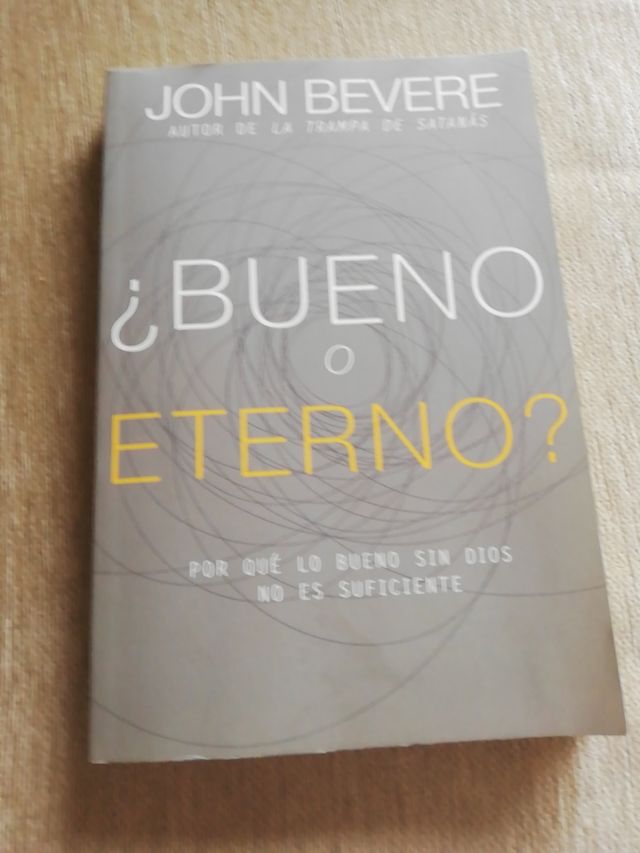 JOHN BEVERE
AUTOR DE LA TRAMPA DE SATANÁS
¿BUENO
O
ETERNO?
POR QUÉ LO BUENO SIN DIOS
NO ES SUFICIENTE